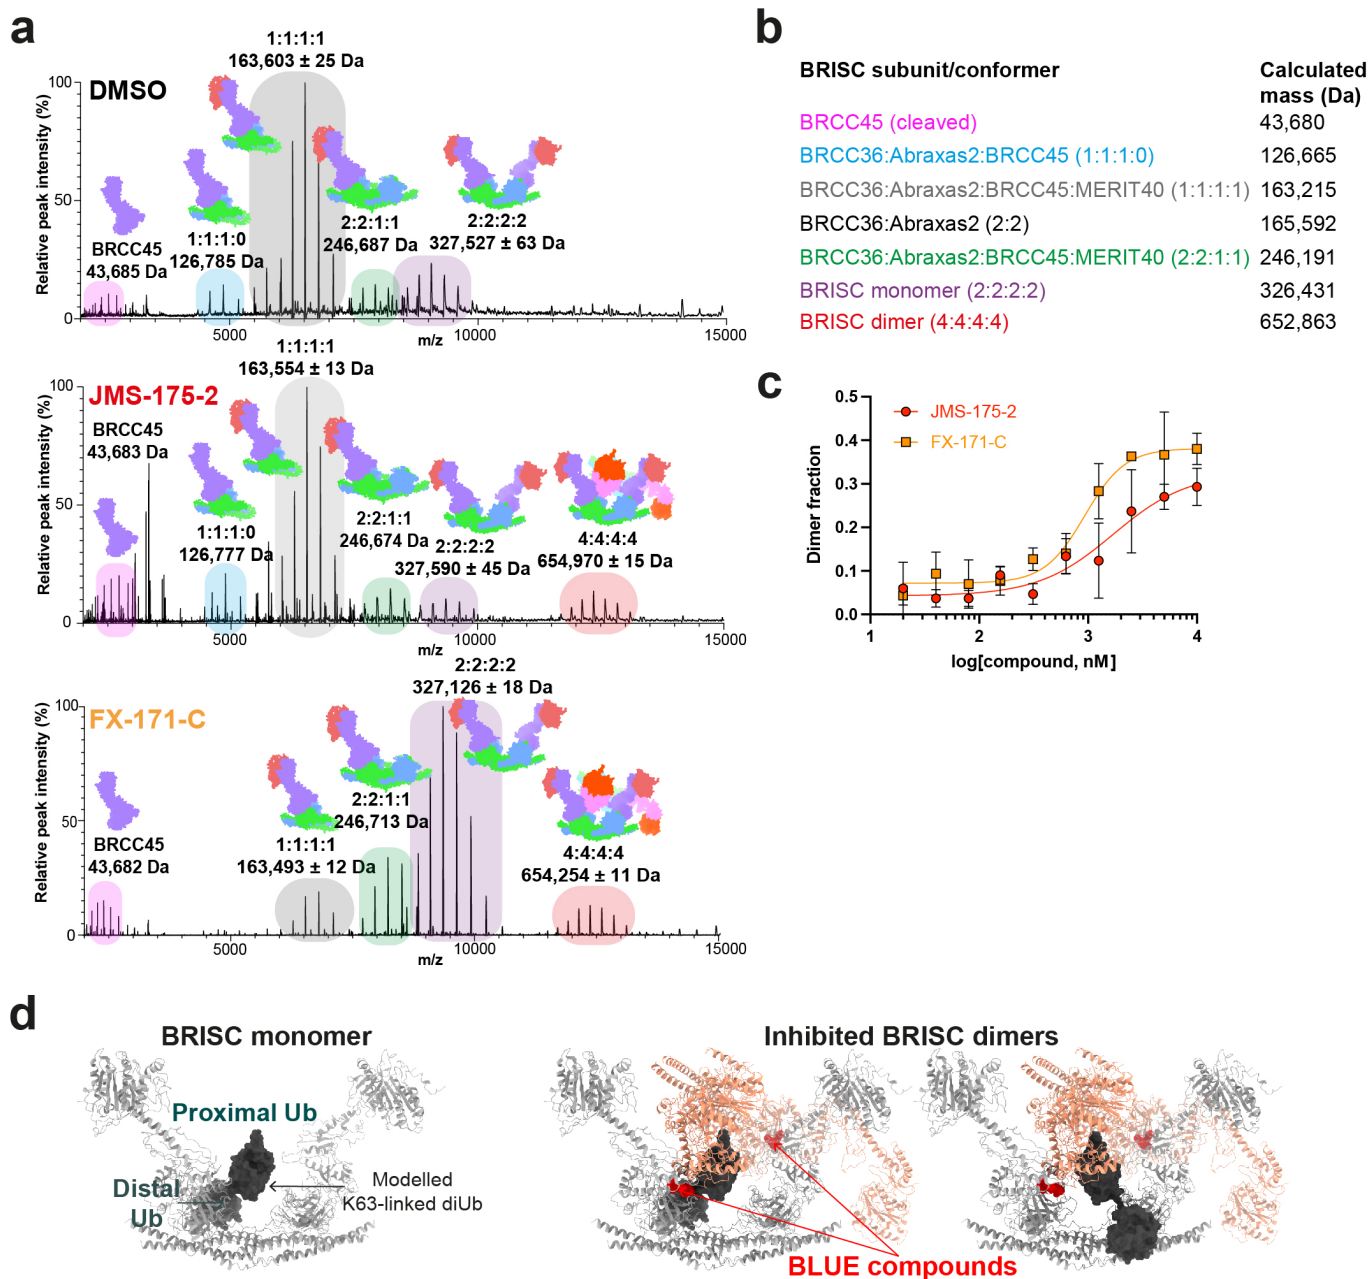 a
DMSO
1:1:1:1
163,603 ± 25 Da
BRCC45
43,685 Da
1:1:1:0
126,785 Da
2:2:1:1
246,687 Da
2:2:2:2
327,527 ± 63 Da
Relative peak intensity (%)
100
50
0
5000
10000
15000
m/z
JMS-175-2
1:1:1:1
163,554 ± 13 Da
BRCC45
43,683 Da
1:1:1:0
126,777 Da
2:2:1:1
246,674 Da
2:2:2:2
327,590 ± 45 Da
4:4:4:4
654,970 ± 15 Da
Relative peak intensity (%)
100
50
0
5000
10000
15000
m/z
FX-171-C
2:2:2:2
327,126 ± 18 Da
BRCC45
43,682 Da
1:1:1:1
163,493 ± 12 Da
2:2:1:1
246,713 Da
4:4:4:4
654,254 ± 11 Da
Relative peak intensity (%)
100
50
0
5000
10000
15000
m/z
b
BRISC subunit/conformer
Calculated
mass (Da)
BRCC45 (cleaved) 43,680
BRCC36:Abraxas2:BRCC45 (1:1:1:0) 126,665
BRCC36:Abraxas2:BRCC45:MERIT40 (1:1:1:1) 163,215
BRCC36:Abraxas2 (2:2) 165,592
BRCC36:Abraxas2:BRCC45:MERIT40 (2:2:1:1) 246,191
BRISC monomer (2:2:2:2) 326,431
BRISC dimer (4:4:4:4) 652,863
c
JMS-175-2
FX-171-C
Dimer fraction
0.5
0.4
0.3
0.2
0.1
0.0
1
2
3
4
log[compound, nM]
d
BRISC monomer
Proximal Ub
Distal
Ub
Modelled
K63-linked diUb
Inhibited BRISC dimers
BLUE compounds